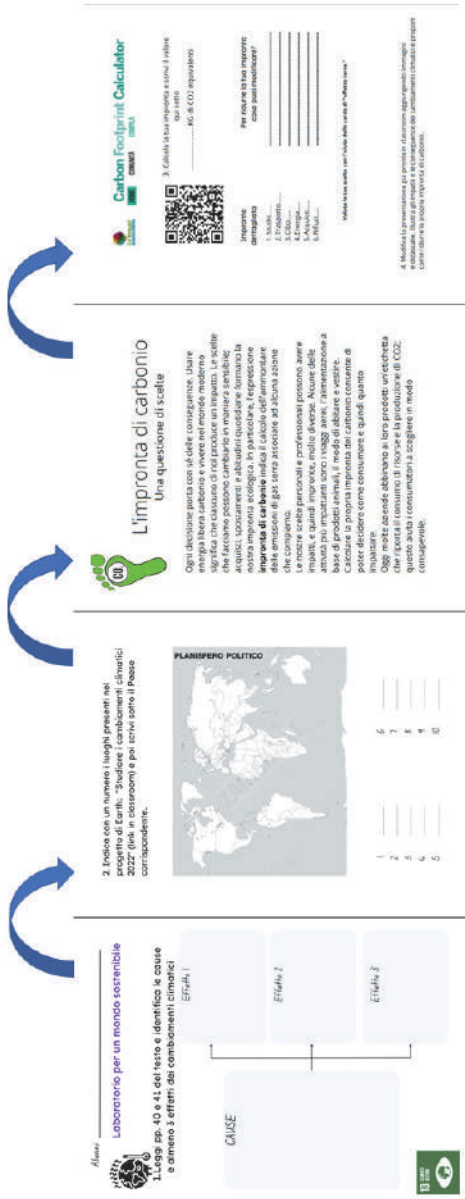 Alunni
Laboratorio per un mondo sostenibile
1.Leggi pp. 40 e 41 del testo e identifica le cause
e almeno 3 effetti dei cambiamenti climatici
CAUSE
Effetto 1
Effetto 2
Effetto 3
13
2. Indica con un numero i luoghi presenti nel
progetto di Earth: "Studiare i cambiamenti climatici
2022" (link in classroom) e poi scrivi sotto il Paese
corrispondente.
PLANISFERO POLITICO
1
2
3
4
5
6
7
8
9
10
CO2
L'impronta di carbonio
Una questione di scelte
Ogni decisione porta con sé delle conseguenze. Usare
energia libera carbonio e vivere nel mondo moderno
significa che ciascuno di noi produce un impatto. Le scelte
che facciamo possono cambiarlo in maniera sensibile:
acquisti, spostamenti e abitudini quotidiane formano la
nostra impronta ecologica. In particolare, l'espressione
impronta di carbonio indica il calcolo dell'ammontare
delle emissioni di gas serra associate ad alcuna azione
che compiamo.
Le nostre scelte personali e professionali possono avere
impatti, e quindi impronte, molto diverse. Alcune delle
attività più impattanti sono i viaggi aerei, l'alimentazione a
base di prodotti animali, il modo di abitare e vestire.
Calcolare la propria impronta del carbonio consente di
poter decidere come consumare e quindi quanto
impattare.
Oggi molte aziende abbinano ai loro prodotti un'etichetta
che riporta il consumo di risorse e la produzione di CO2;
questo aiuta i consumatori a scegliere in modo
consapevole.
Carbon Footprint Calculator
HOME COMUNITÀ
3. Calcola la tua impronta e scrivi il valore
qui sotto
KG di CO2 equivalenti
Impronta
dettagliata
1. Studio
2.Trasporto
3.Cibo
4.Energia
5.Acquisti
6.Rifiuti
Per ridurre la tua impronta
cosa puoi modificare?
4. Modifica la presentazione già pronta in classroom aggiungendo immagini
e didascalie. Illustra gli impatti e le conseguenze dei cambiamenti climatici e proponi
come ridurre la propria impronta di carbonio.